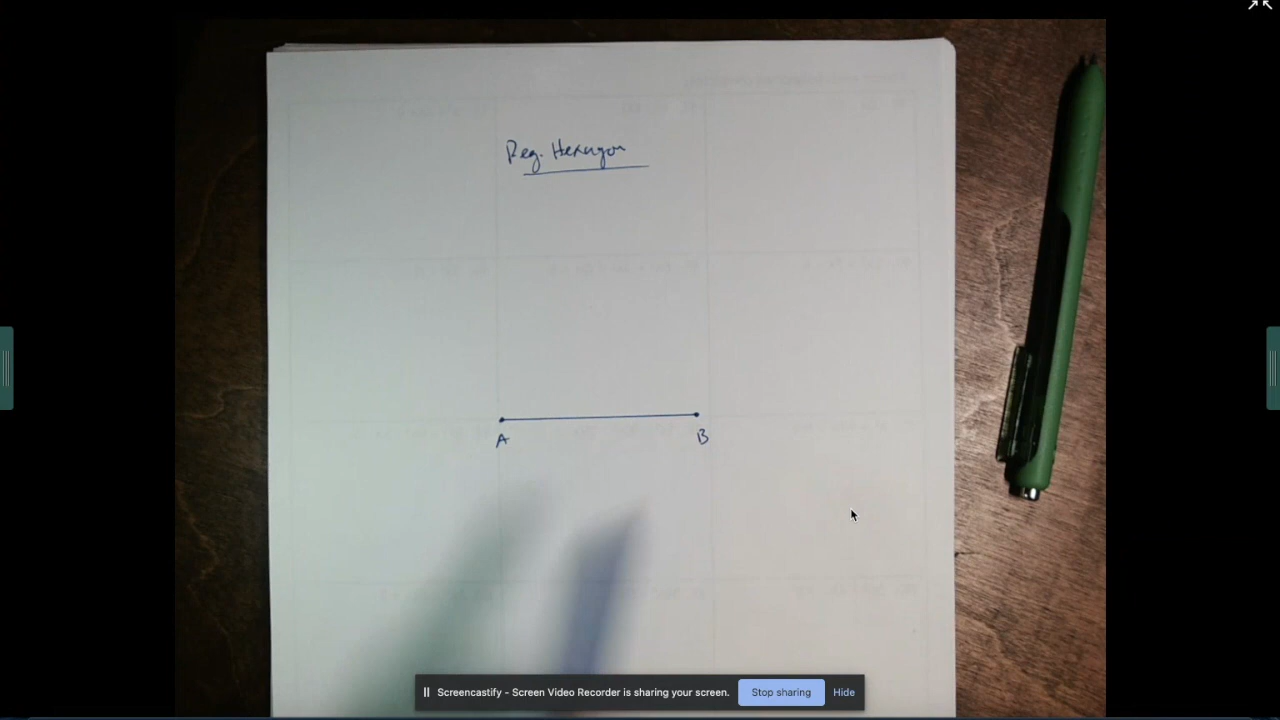 Reg. Hexagon
A
B
Screencastify - Screen Video Recorder is sharing your screen.
Stop sharing
Hide